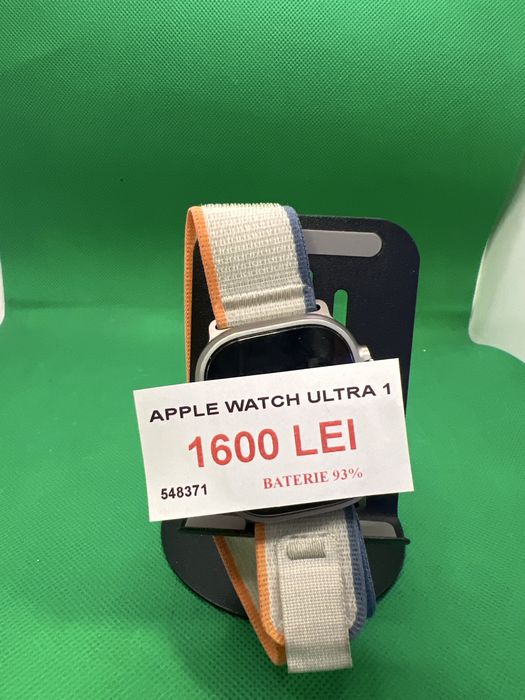 APPLE WATCH ULTRA 1
1600 LEI
BATERIE 93%
548371